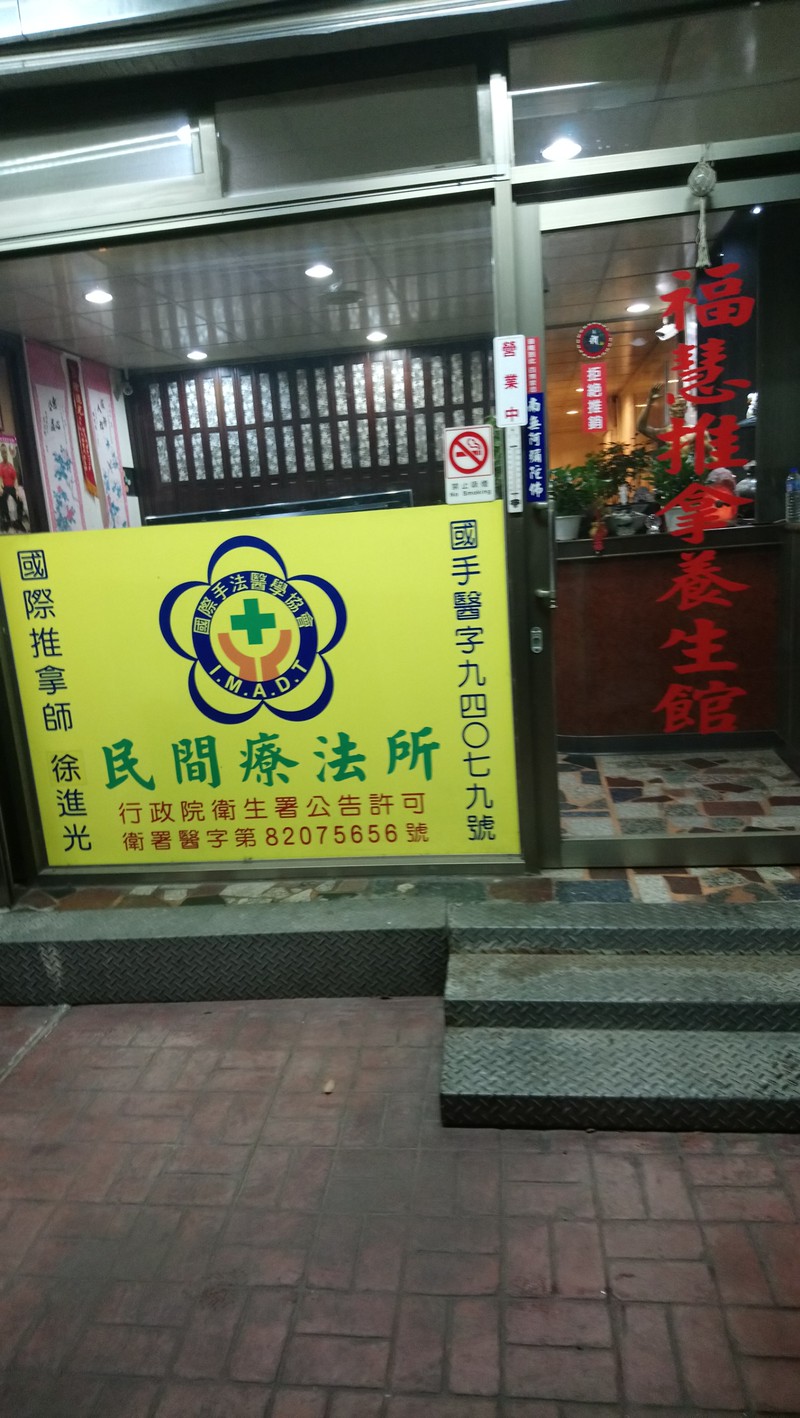 國際推拿師 徐進光
國際手法醫學協會
I.M.A.D.T
民間療法所
行政院衛生署公告許可
衛署醫字第82075656號
國手醫字九四〇七九號
營業中
禁止吸煙
No Smoking
南無阿彌陀佛
拒絕推銷
福慧推拿養生館